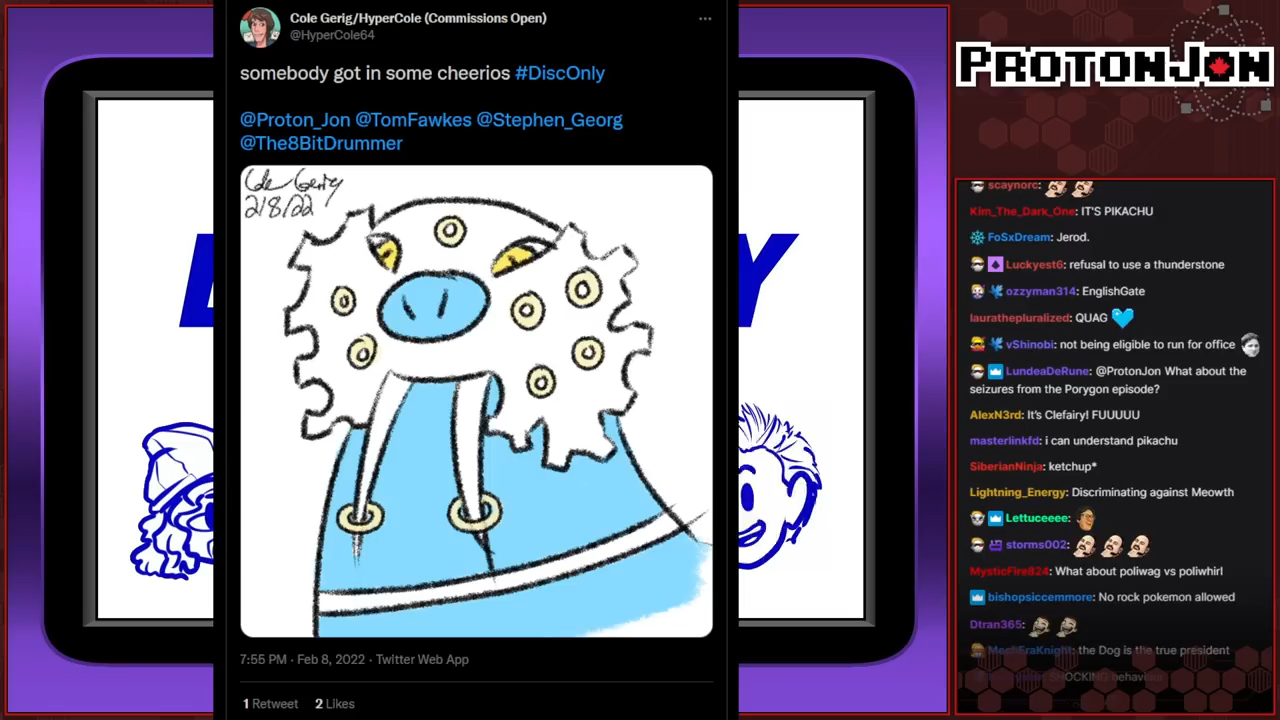 Cole Gerig/HyperCole (Commissions Open)
@HyperCole64
somebody got in some cheerios #DiscOnly
@Proton_Jon @TomFawkes @Stephen_Georg
@The8BitDrummer
Cole Gerig
2/8/22
7:55 PM · Feb 8, 2022 · Twitter Web App
1 Retweet 2 Likes
Y
PROTONJON
scaynorc:
Kim_The_Dark_One: IT'S PIKACHU
FoSxDream: Jerod.
Luckyest6: refusal to use a thunderstone
ozzyman314: EnglishGate
laurathepluralized: QUAG
vShinobi: not being eligible to run for office
LundeaDeRune: @ProtonJon What about the
seizures from the Porygon episode?
AlexN3rd: It's Clefairy! FUUUUU
masterlinkfd: i can understand pikachu
SiberianNinja: ketchup*
Lightning_Energy: Discriminating against Meowth
Lettuceeee:
storms002:
MysticFire824: What about poliwag vs poliwhirl
bishopsiccemmore: No rock pokemon allowed
Dtran365:
MechEraKnight: the Dog is the true president
SHOCKING behavior